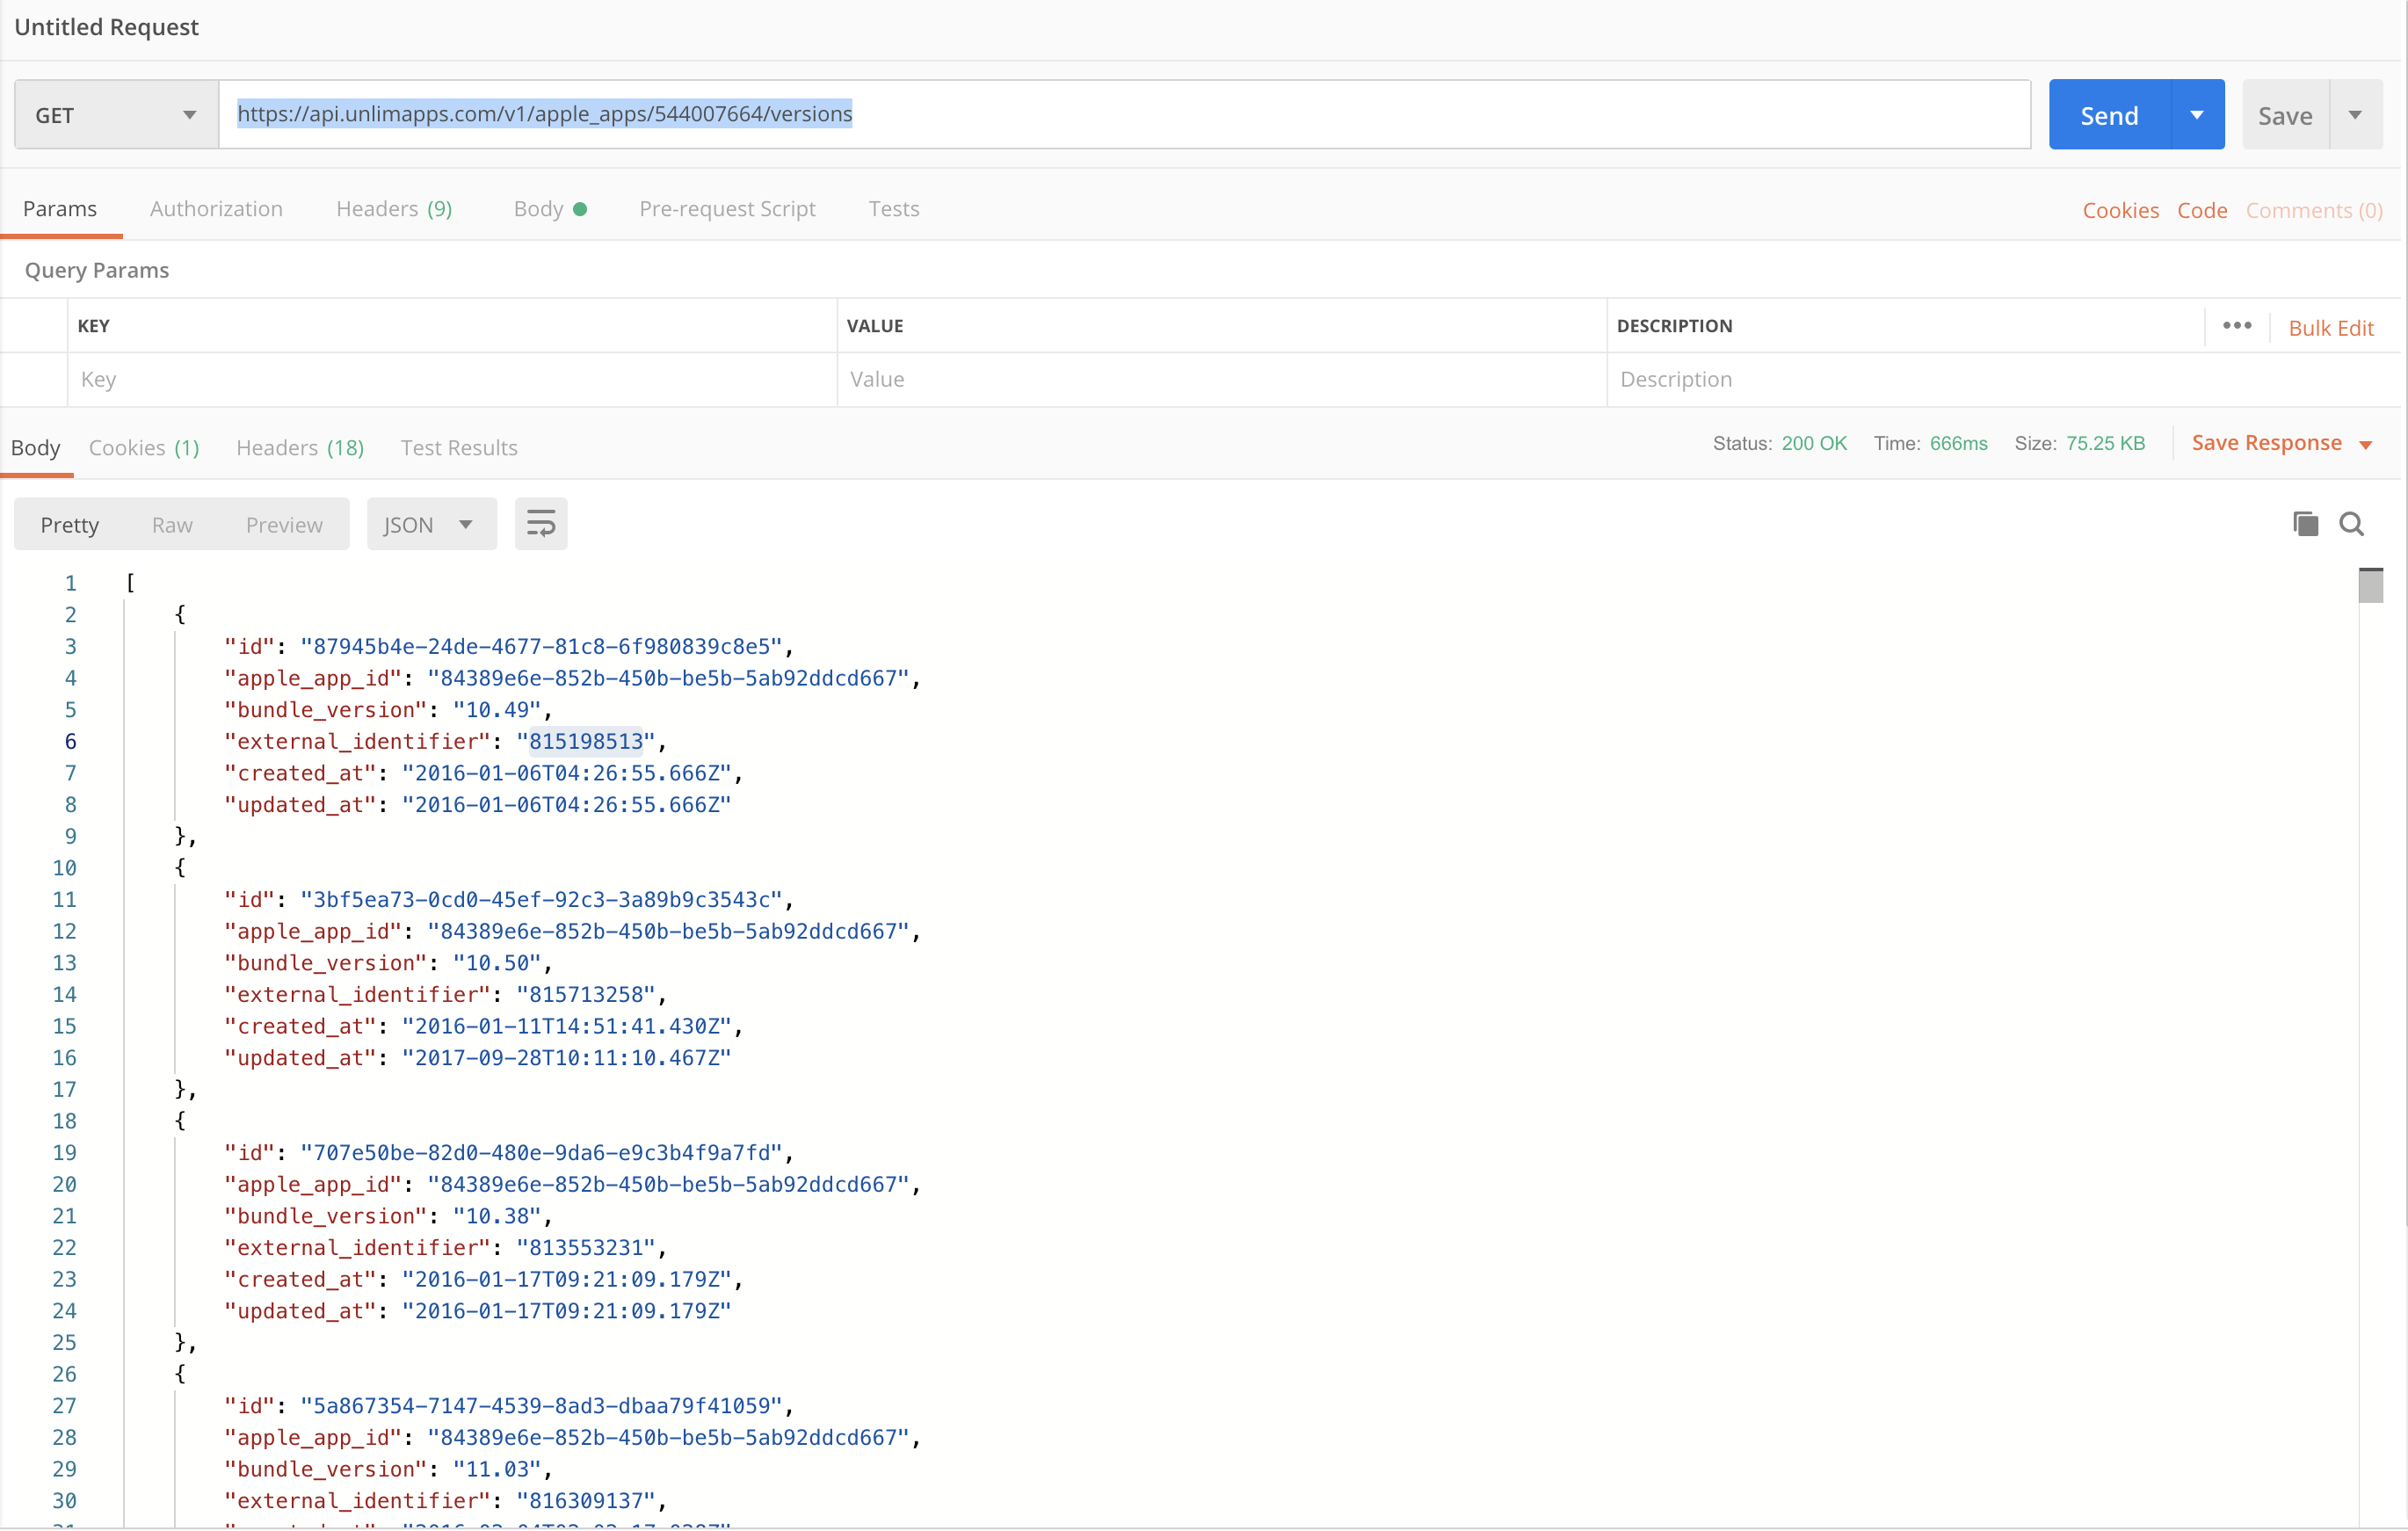 Untitled Request
GET https://api.unlimapps.com/v1/apple_apps/544007664/versions Send Save
Params Authorization Headers (9) Body Pre-request Script Tests Cookies Code Comments (0)
Query Params
KEY VALUE DESCRIPTION ••• Bulk Edit
Key Value Description
Body Cookies (1) Headers (18) Test Results Status: 200 OK Time: 666ms Size: 75.25 KB Save Response
Pretty Raw Preview JSON
1 [
2 {
3 "id": "87945b4e-24de-4677-81c8-6f980839c8e5",
4 "apple_app_id": "84389e6e-852b-450b-be5b-5ab92ddcd667",
5 "bundle_version": "10.49",
6 "external_identifier": "815198513",
7 "created_at": "2016-01-06T04:26:55.666Z",
8 "updated_at": "2016-01-06T04:26:55.666Z"
9 },
10 {
11 "id": "3bf5ea73-0cd0-45ef-92c3-3a89b9c3543c",
12 "apple_app_id": "84389e6e-852b-450b-be5b-5ab92ddcd667",
13 "bundle_version": "10.50",
14 "external_identifier": "815713258",
15 "created_at": "2016-01-11T14:51:41.430Z",
16 "updated_at": "2017-09-28T10:11:10.467Z"
17 },
18 {
19 "id": "707e50be-82d0-480e-9da6-e9c3b4f9a7fd",
20 "apple_app_id": "84389e6e-852b-450b-be5b-5ab92ddcd667",
21 "bundle_version": "10.38",
22 "external_identifier": "813553231",
23 "created_at": "2016-01-17T09:21:09.179Z",
24 "updated_at": "2016-01-17T09:21:09.179Z"
25 },
26 {
27 "id": "5a867354-7147-4539-8ad3-dbaa79f41059",
28 "apple_app_id": "84389e6e-852b-450b-be5b-5ab92ddcd667",
29 "bundle_version": "11.03",
30 "external_identifier": "816309137",